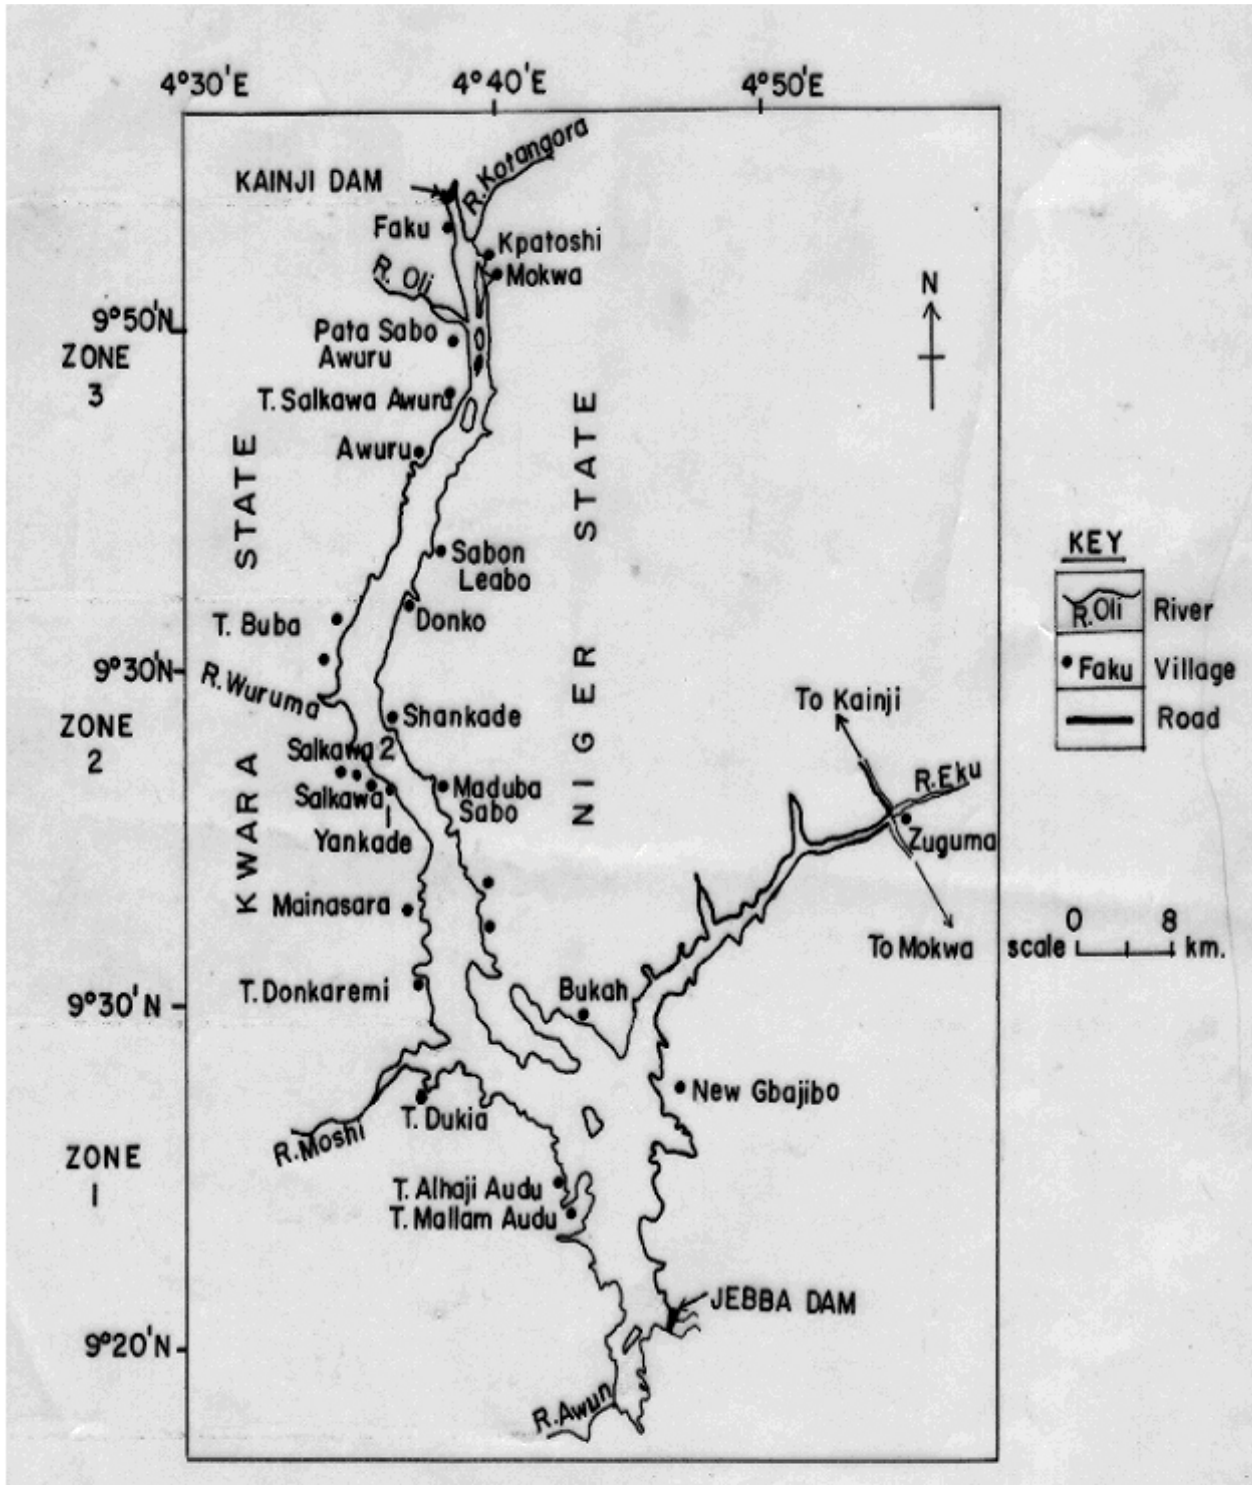 4°30'E 4°40'E 4°50'E
KAINJI DAM
R.Kotangora
Faku
Kpatoshi
Mokwa
R. Oli
N
9°50'N
ZONE
3
Pata Sabo
Awuru
T. Salkawa Awuru
Awuru
STATE
STATE
Sabon
Leabo
T. Buba
Donko
9°30'N
R.Wuruma
ZONE
2
Shankade
Salkawa 2
Salkawa
Yankade
Maduba
Sabo
KWARA
NIGER
To Kainji
R.Eku
Zuguma
To Mokwa
KEY
R.Oli River
Faku Village
Road
0 8
scale km.
Mainasara
T. Donkaremi
9°30'N
Bukah
New Gbajibo
T. Dukia
R.Moshi
ZONE
1
T. Alhaji Audu
T. Mallam Audu
JEBBA DAM
9°20'N
R.Awun